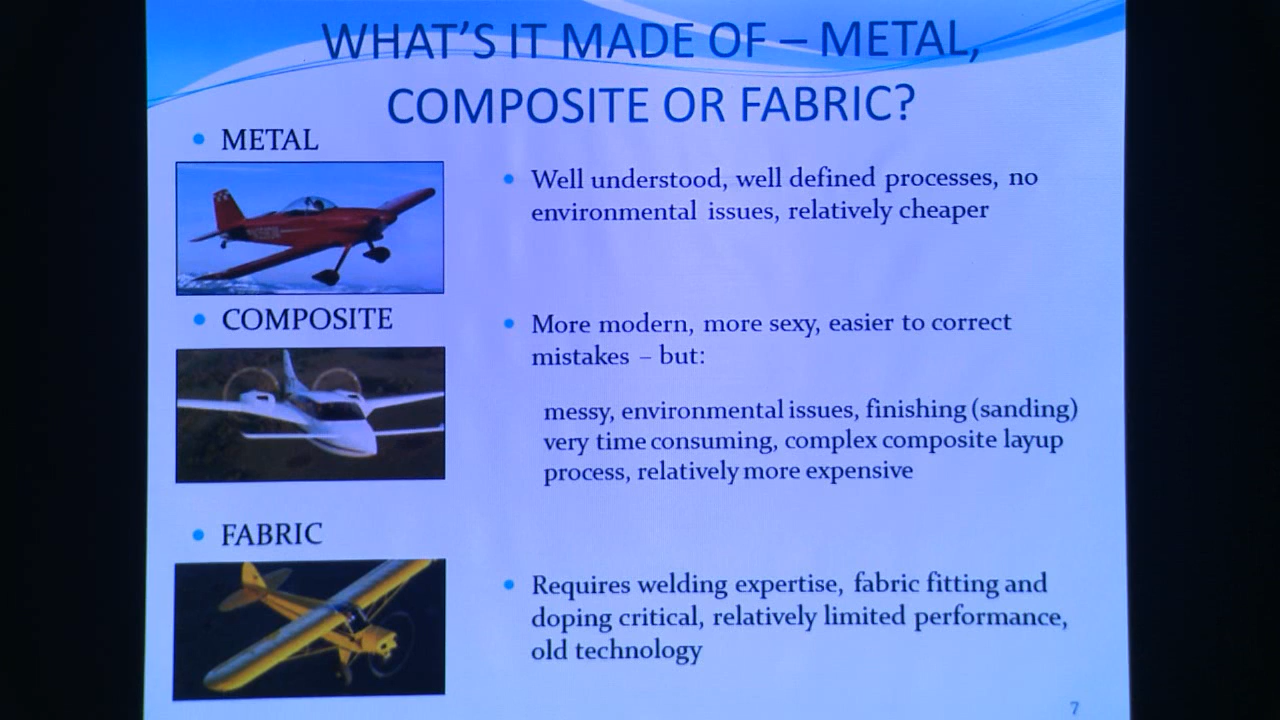 WHAT'S IT MADE OF – METAL,
COMPOSITE OR FABRIC?
• METAL
• Well understood, well defined processes, no
environmental issues, relatively cheaper
• COMPOSITE
• More modern, more sexy, easier to correct
mistakes – but:
messy, environmental issues, finishing (sanding)
very time consuming, complex composite layup
process, relatively more expensive
• FABRIC
• Requires welding expertise, fabric fitting and
doping critical, relatively limited performance,
old technology
7